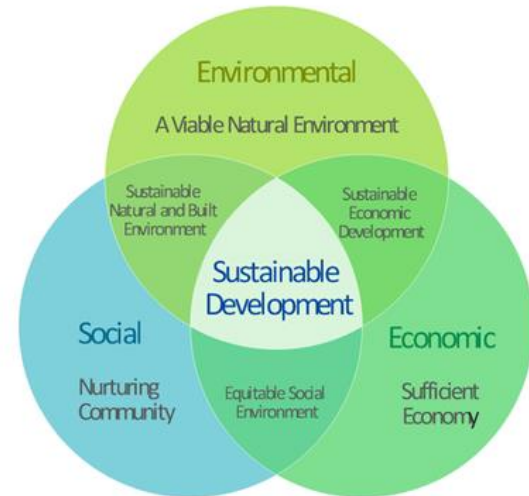 Environmental
A Viable Natural Environment
Sustainable
Natural and Built
Environment
Sustainable
Economic
Development
Sustainable
Development
Social
Nurturing
Community
Equitable Social
Environment
Economic
Sufficient
Economy